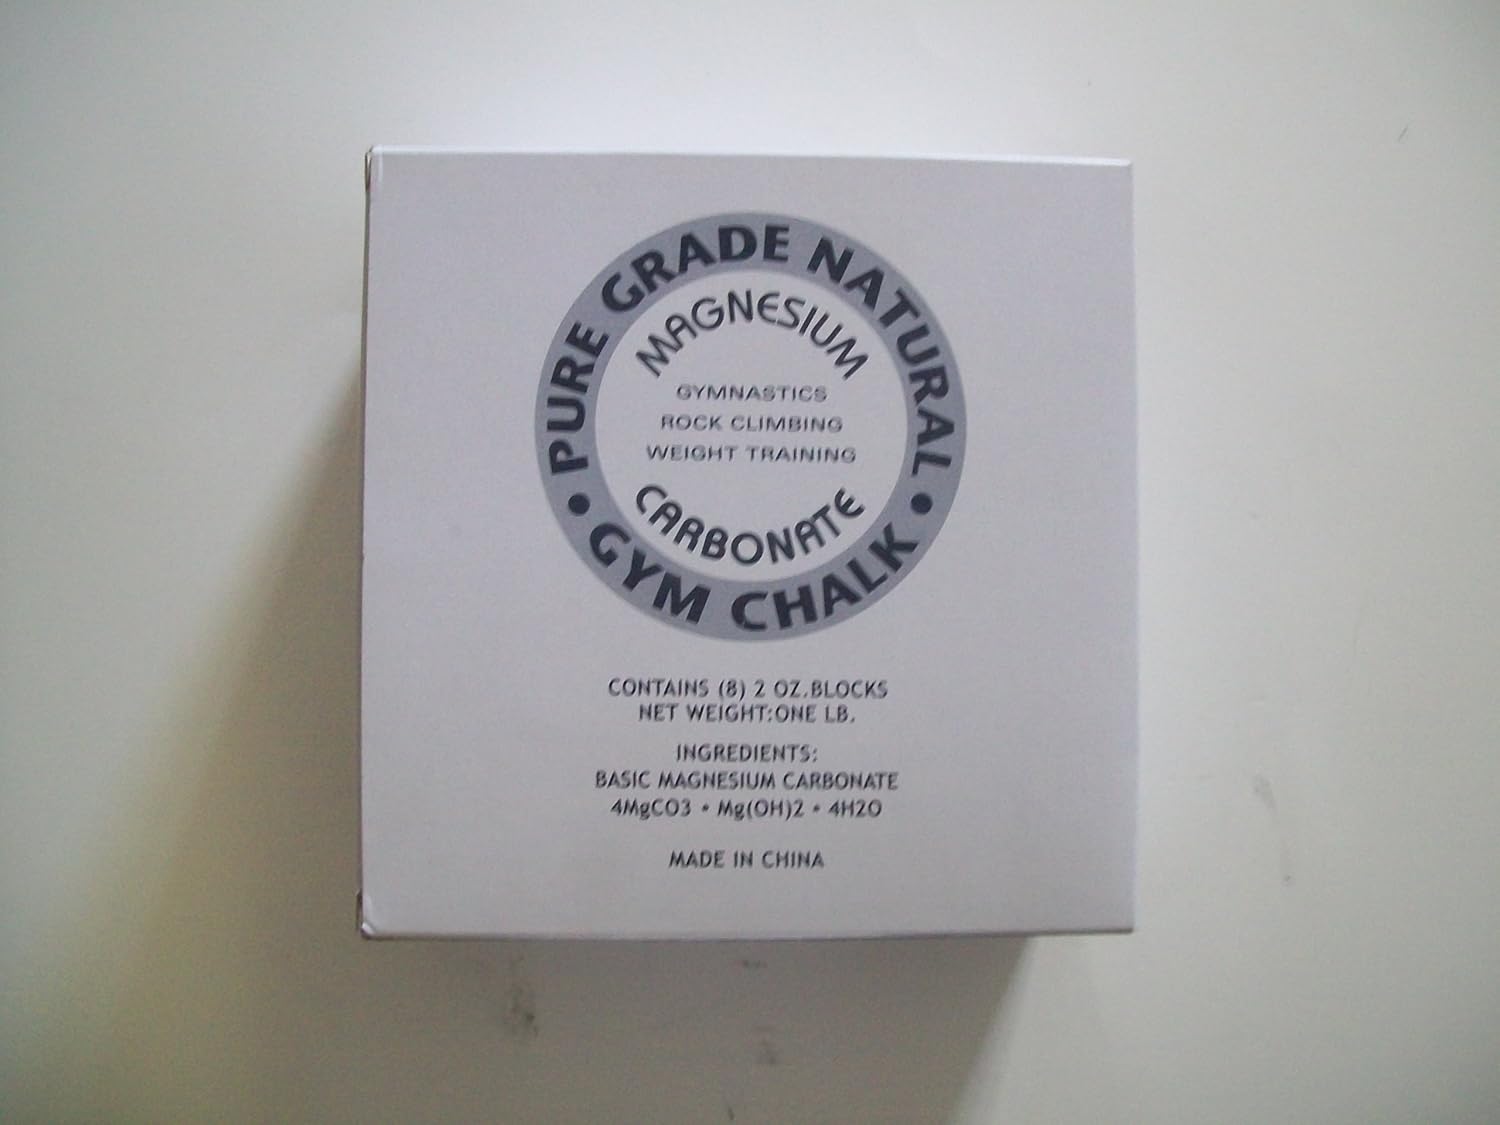 PURE GRADE NATURAL
MAGNESIUM
GYMNASTICS
ROCK CLIMBING
WEIGHT TRAINING
CARBONATE
• GYM CHALK •
CONTAINS (8) 2 OZ.BLOCKS
NET WEIGHT:ONE LB.
INGREDIENTS:
BASIC MAGNESIUM CARBONATE
4MgCO3 • Mg(OH)2 • 4H2O
MADE IN CHINA